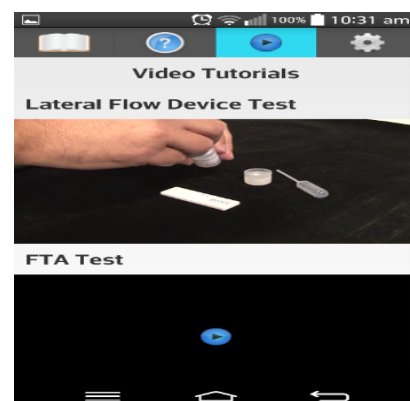 100% 10:31 am
?
Video Tutorials
Lateral Flow Device Test
FTA Test